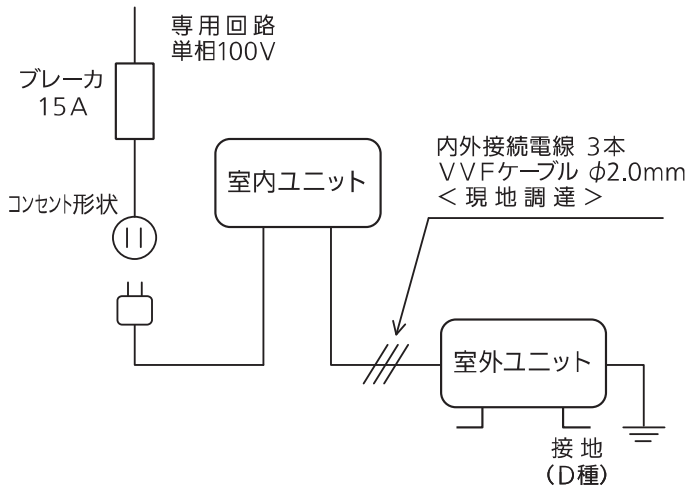 専用回路
単相100V
ブレーカ
15A
コンセント形状
室内ユニット
内外接続電線 3本
VVFケーブル φ2.0mm
<現地調達>
室外ユニット
接地
(D種)